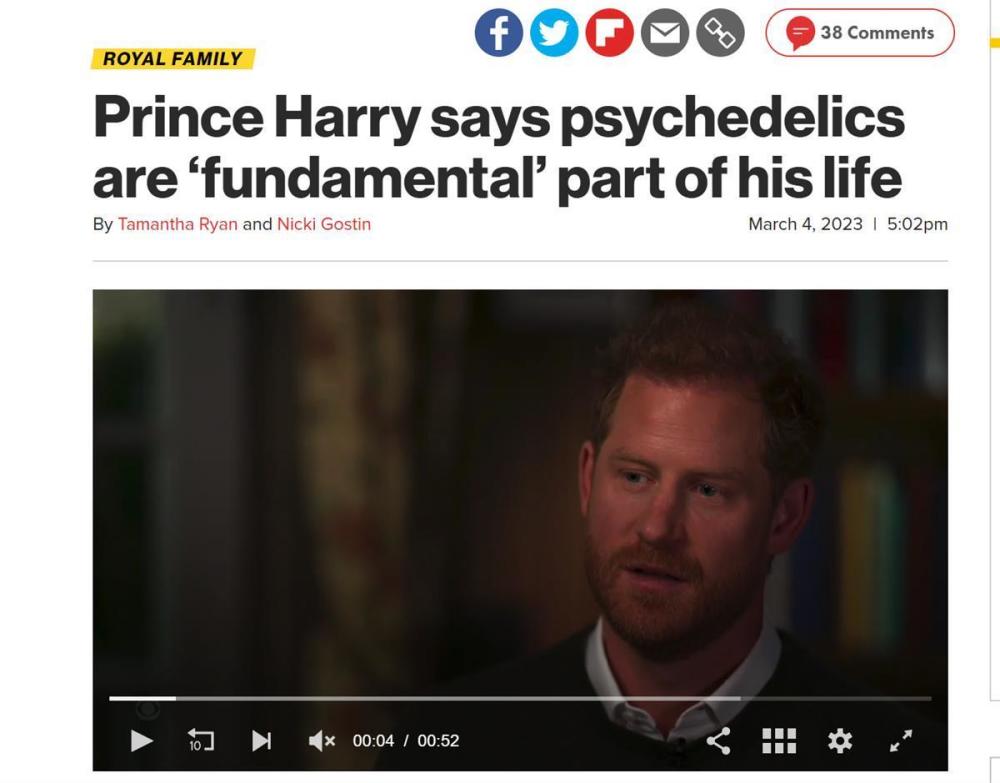 38 Comments
ROYAL FAMILY
Prince Harry says psychedelics
are ‘fundamental’ part of his life
By Tamantha Ryan and Nicki Gostin
March 4, 2023 | 5:02pm
10
00:04 / 00:52